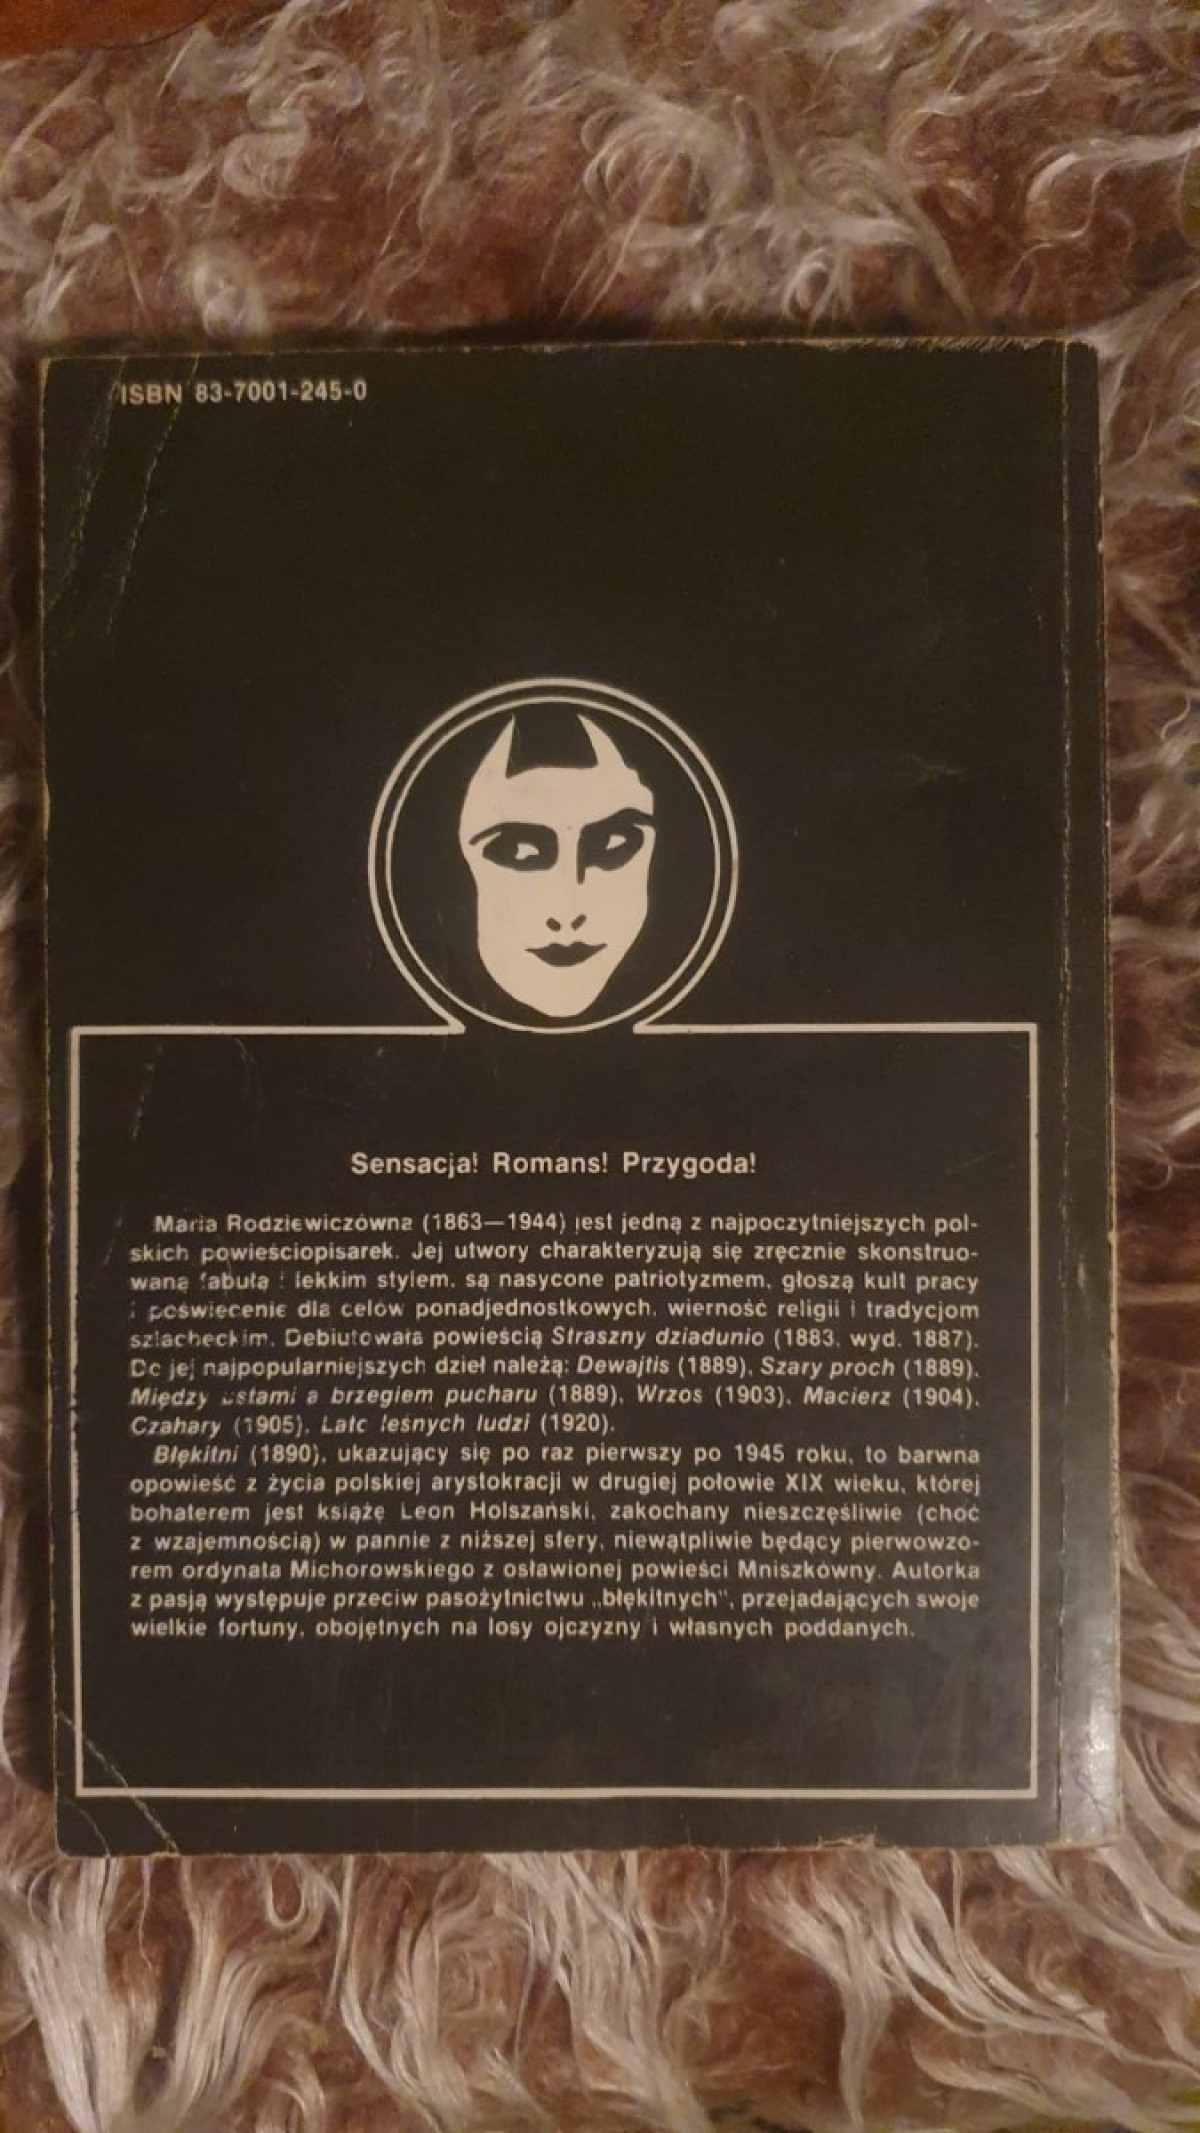 ISBN 83-7001-245-0
Sensacja! Romans! Przygoda!
Maria Rodziewiczówna (1863—1944) jest jedną z najpoczytniejszych pol-
skich powieściopisarek. Jej utwory charakteryzują się zręcznie skonstruo-
waną fabułą i lekkim stylem, są nasycone patriotyzmem, głoszą kult pracy
i poświęcenie dla celów ponadjednostkowych, wierność religii i tradycjom
szlacheckim. Debiutowała powieścią Straszny dziadunio (1883, wyd. 1887).
Do jej najpopularniejszych dzieł należą: Dewajtis (1889), Szary proch (1889),
Między ustami a brzegiem pucharu (1889), Wrzos (1903), Macierz (1904),
Czahary (1905), Lato leśnych ludzi (1920).
Błękitni (1890), ukazujący się po raz pierwszy po 1945 roku, to barwna
opowieść z życia polskiej arystokracji w drugiej połowie XIX wieku, której
bohaterem jest książę Leon Holszański, zakochany nieszczęśliwie (choć
z wzajemnością) w pannie z niższej sfery, niewątpliwie będący pierwowzo-
rem ordynata Michorowskiego z osławionej powieści Mniszkówny. Autorka
z pasją występuje przeciw pasożytnictwu „błękitnych", przejadających swoje
wielkie fortuny, obojętnych na losy ojczyzny i własnych poddanych.